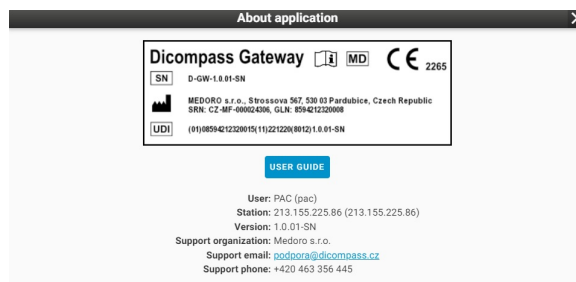 About application
Dicompass Gateway MD CE 2265
SN D-GW-1.0.01-SN
MEDORO s.r.o., Strossova 567, 530 03 Pardubice, Czech Republic
SRN: CZ-MF-000024306, GLN: 8594212320008
UDI (01)08594212320015(11)221220(8012)1.0.01-SN
USER GUIDE
User: PAC (pac)
Station: 213.155.225.86 (213.155.225.86)
Version: 1.0.01-SN
Support organization: Medoro s.r.o.
Support email: podpora@dicompass.cz
Support phone: +420 463 356 445